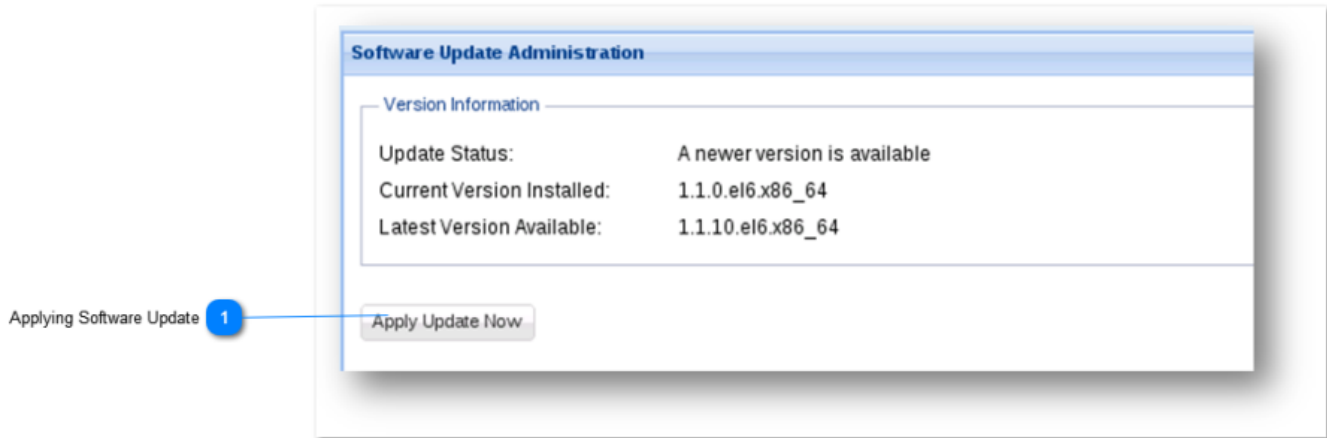 Software Update Administration
Version Information
Update Status: A newer version is available
Current Version Installed: 1.1.0.el6.x86_64
Latest Version Available: 1.1.10.el6.x86_64
Applying Software Update 1
Apply Update Now